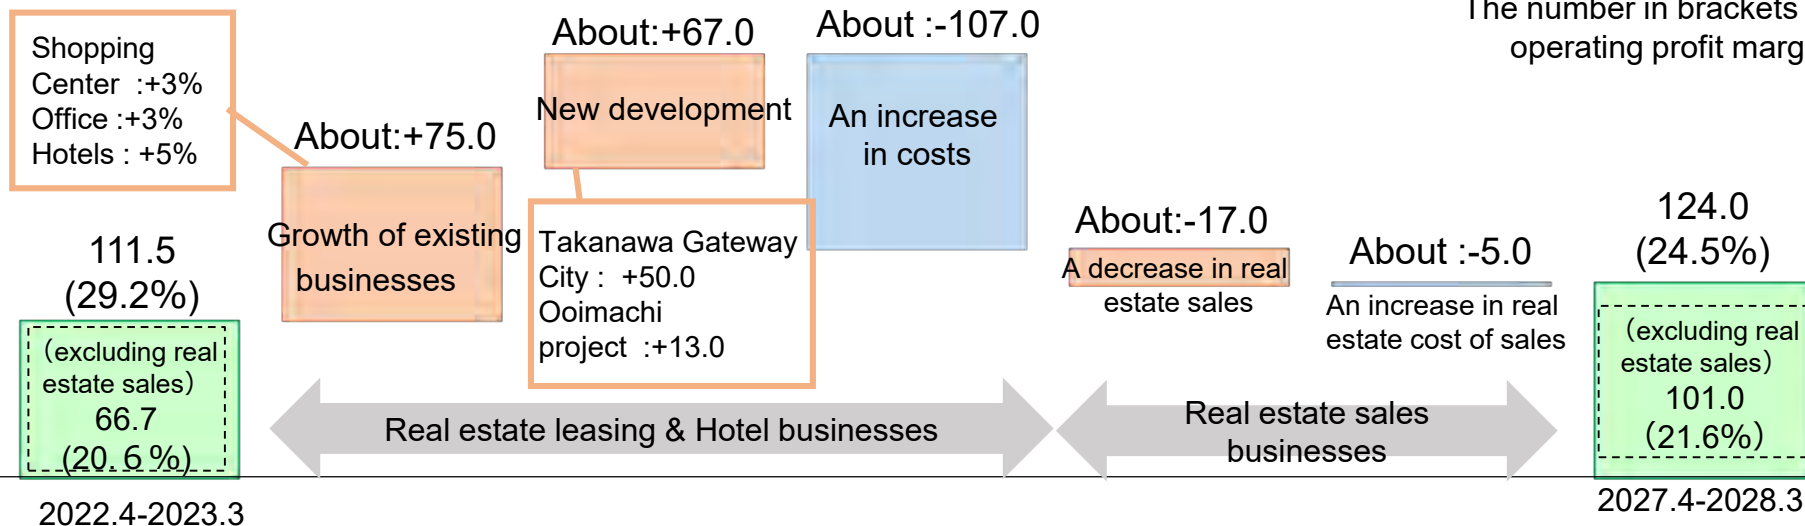 The number in brackets
operating profit marg
Shopping
Center :+3%
Office :+3%
Hotels : +5%
About:+75.0
Growth of existing
businesses
About:+67.0
New development
Takanawa Gateway
City : +50.0
Ooimachi
project :+13.0
About :-107.0
An increase
in costs
About:-17.0
A decrease in real
estate sales
About :-5.0
An increase in real
estate cost of sales
111.5
(29.2%)
（excluding real
estate sales）
66.7
(20.6%)
2022.4-2023.3
Real estate leasing & Hotel businesses
Real estate sales
businesses
124.0
(24.5%)
（excluding real
estate sales）
101.0
（21.6%）
2027.4-2028.3